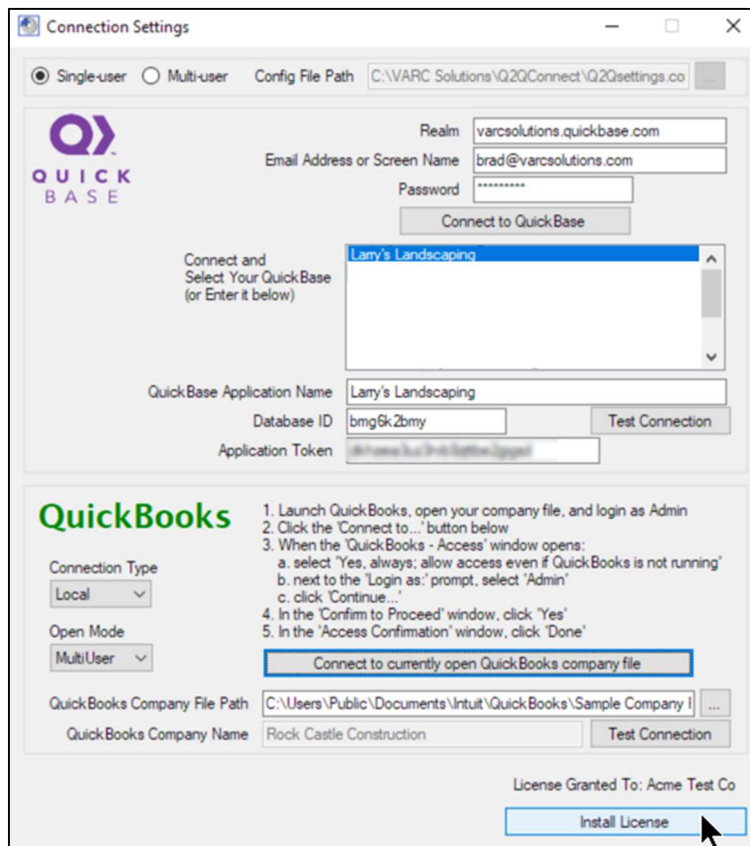 Connection Settings
Single-user Multi-user Config File Path C:\VARC Solutions\Q2QConnect\Q2Qsettings.co ...
QUICK
BASE
Realm varcsolutions.quickbase.com
Email Address or Screen Name brad@varcsolutions.com
Password *********
Connect to QuickBase
Connect and
Select Your QuickBase
(or Enter it below)
Larry's Landscaping
QuickBase Application Name Larry's Landscaping
Database ID bmg6k2bmy Test Connection
Application Token
QuickBooks
Connection Type
Local
Open Mode
MultiUser
1. Launch QuickBooks, open your company file, and login as Admin
2. Click the 'Connect to...' button below
3. When the 'QuickBooks - Access' window opens:
a. select 'Yes, always; allow access even if QuickBooks is not running'
b. next to the 'Login as:' prompt, select 'Admin'
c. click 'Continue...'
4. In the 'Confirm to Proceed' window, click 'Yes'
5. In the 'Access Confirmation' window, click 'Done'
Connect to currently open QuickBooks company file
QuickBooks Company File Path C:\Users\Public\Documents\Intuit\QuickBooks\Sample Company ...
QuickBooks Company Name Rock Castle Construction Test Connection
License Granted To: Acme Test Co
Install License